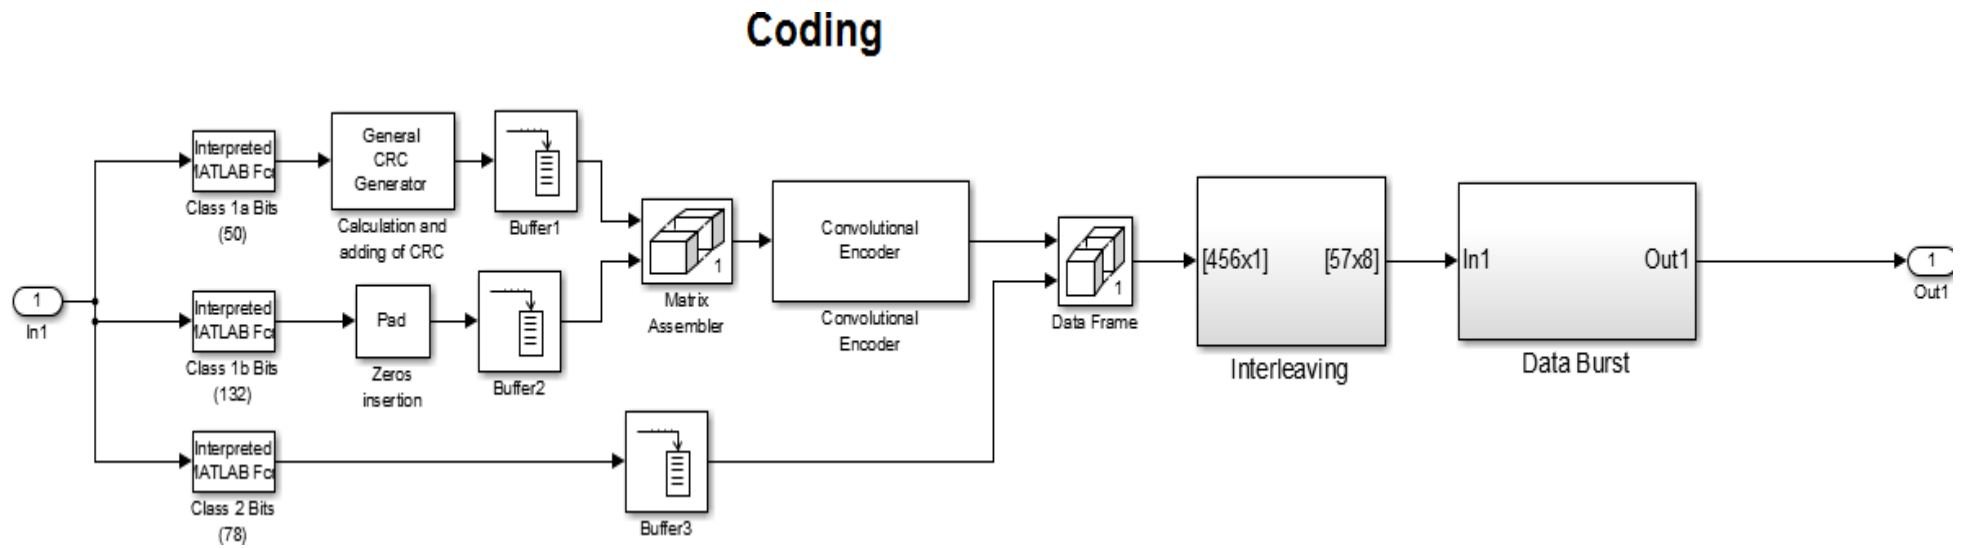 Coding
1
In1
Interpreted
MATLAB Fcn
Class 1a Bits
(50)
General
CRC
Generator
Calculation and
adding of CRC
Buffer1
Interpreted
MATLAB Fcn
Class 1b Bits
(132)
Pad
Zeros
insertion
Buffer2
Interpreted
MATLAB Fcn
Class 2 Bits
(78)
Buffer3
1
Matrix
Assembler
Convolutional
Encoder
Convolutional
Encoder
1
Data Frame
[456x1] [57x8]
Interleaving
In1 Out1
Data Burst
1
Out1